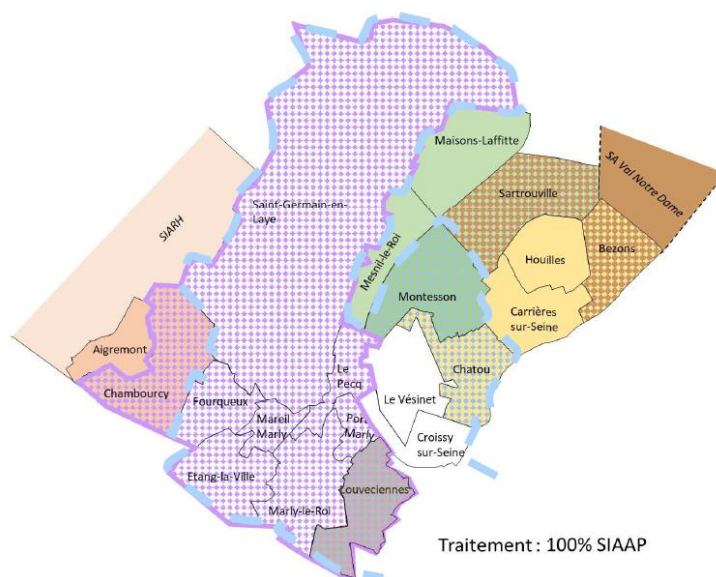 Maisons-Laffitte
SA Val Notre Dame
Sartrouville
Saint-Germain-en-
Laye
SIARH
Mesnil-le-Roi
Houilles
Bezons
Montesson
Carrières
sur-Seine
Aigremont
Chambourcy
Le
Pecq
Chatou
Fourqueux
Mareil
Marly
Port
Marly
Le Vésinet
Croissy
sur-Seine
Etang-la-Ville
Louveciennes
Marly-le-Roi
Traitement : 100% SIAAP